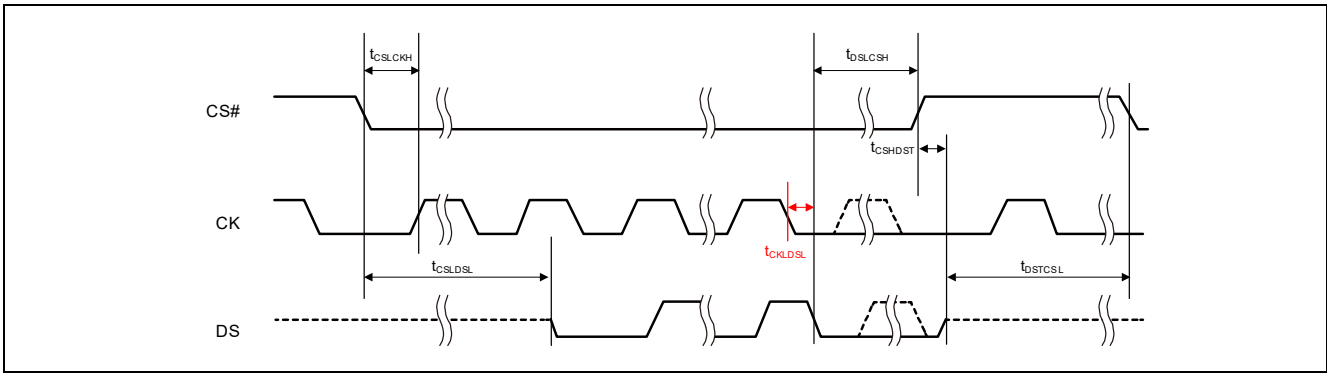 tCSLCKH
tDSLCSH
CS#
tCSHDST
CK
tCKLDSL
tCSLDSL
tDSTCSL
DS